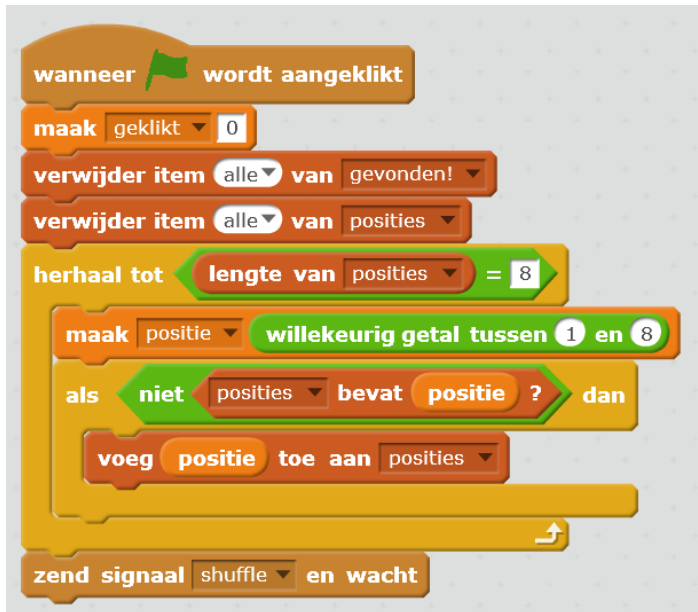 wanneer wordt aangeklikt
maak geklikt 0
verwijder item alle van gevonden!
verwijder item alle van posities
herhaal tot lengte van posities = 8
maak positie willekeurig getal tussen 1 en 8
als niet posities bevat positie ? dan
voeg positie toe aan posities
zend signaal shuffle en wacht